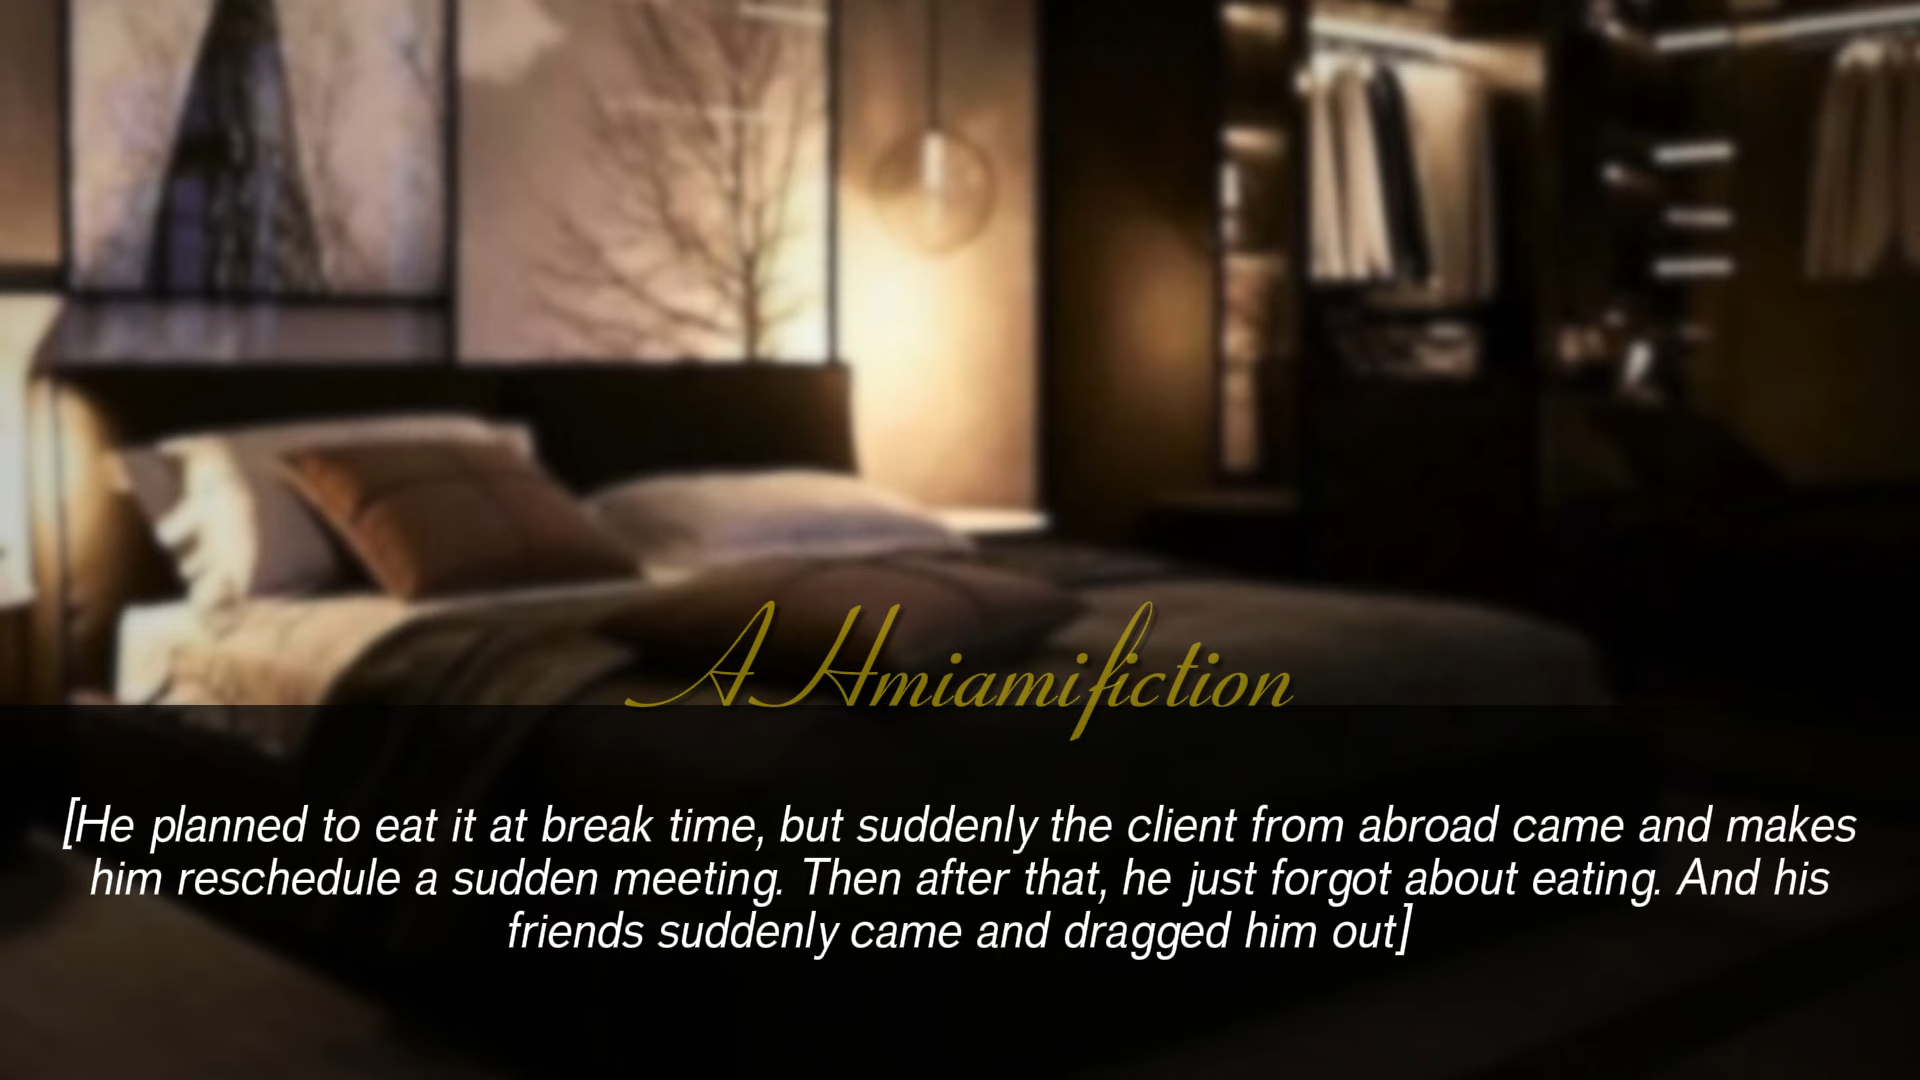 A Hmiamifiction
[He planned to eat it at break time, but suddenly the client from abroad came and makes
him reschedule a sudden meeting. Then after that, he just forgot about eating. And his
friends suddenly came and dragged him out]